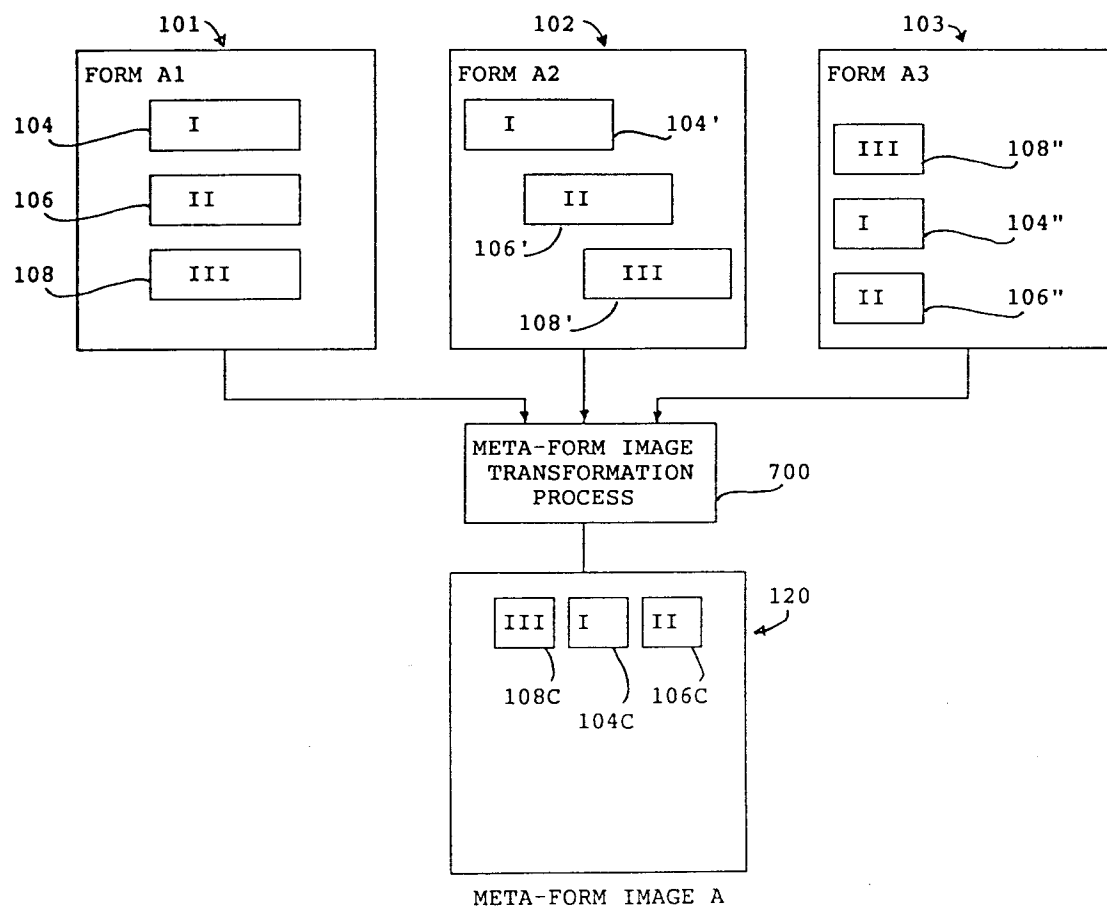 101
102
103
FORM A1
FORM A2
FORM A3
104
I
I
104'
III
108"
106
II
II
106'
I
104"
108
III
III
108'
II
106"
META-FORM IMAGE
TRANSFORMATION
PROCESS
700
120
III
I
II
108C
104C
106C
META-FORM IMAGE A